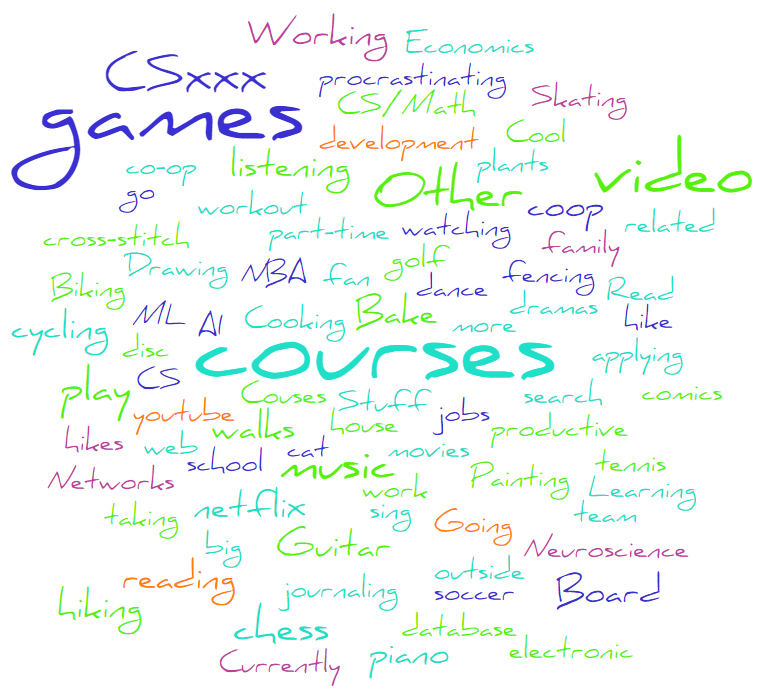 Working Economics
CSxxx procrastinating
CS/Math Skating
games development Cool
co-op listening plants
go Other video
workout coop
cross-stitch part-time watching related
family
Drawing NBA fan golf fencing
Biking dance Read
ML AI Cooking Bake dramas
cycling more hike
disc courses applying
play CS Couses Stuff search comics
youtube walks house jobs productive
hikes web cat movies
school music tennis
Networks work Painting Learning
taking netflix sing Going team
big Guitar Neuroscience
reading outside
hiking journaling soccer Board
chess database
Currently piano electronic